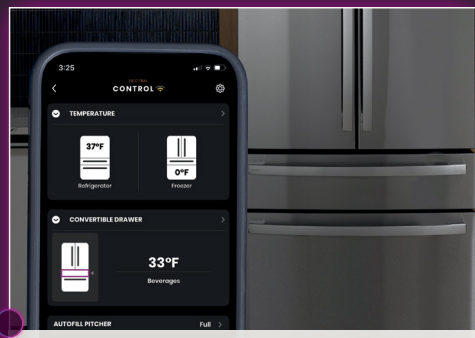 3:25
CONTROL
TEMPERATURE
37°F
0°F
Refrigerator
Freezer
CONVERTIBLE DRAWER
33°F
Beverages
AUTOFILL PITCHER
Full